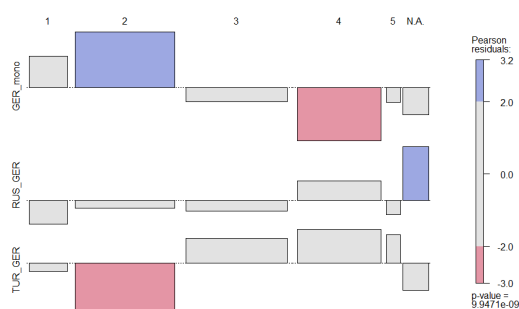 1 2 3 4 5 N.A.
Pearson
residuals:
3.2
GER_mono
2.0
0.0
RUS_GER
-2.0
TUR_GER
-3.0
p-value =
9.9471e-09